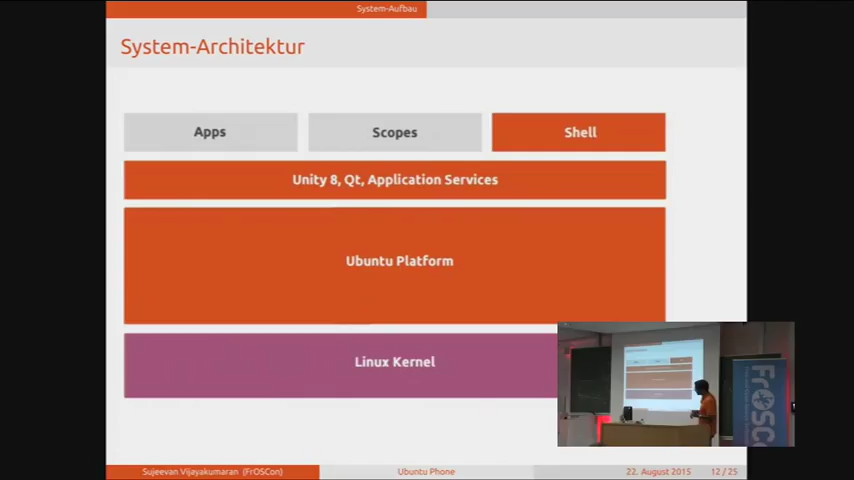 System-Aufbau
System-Architektur
Apps
Scopes
Shell
Unity 8, Qt, Application Services
Ubuntu Platform
Linux Kernel
FrOSCon
Sujeevan Vijayakumaran (FrOSCon)
Ubuntu Phone
22. August 2015
12 / 25